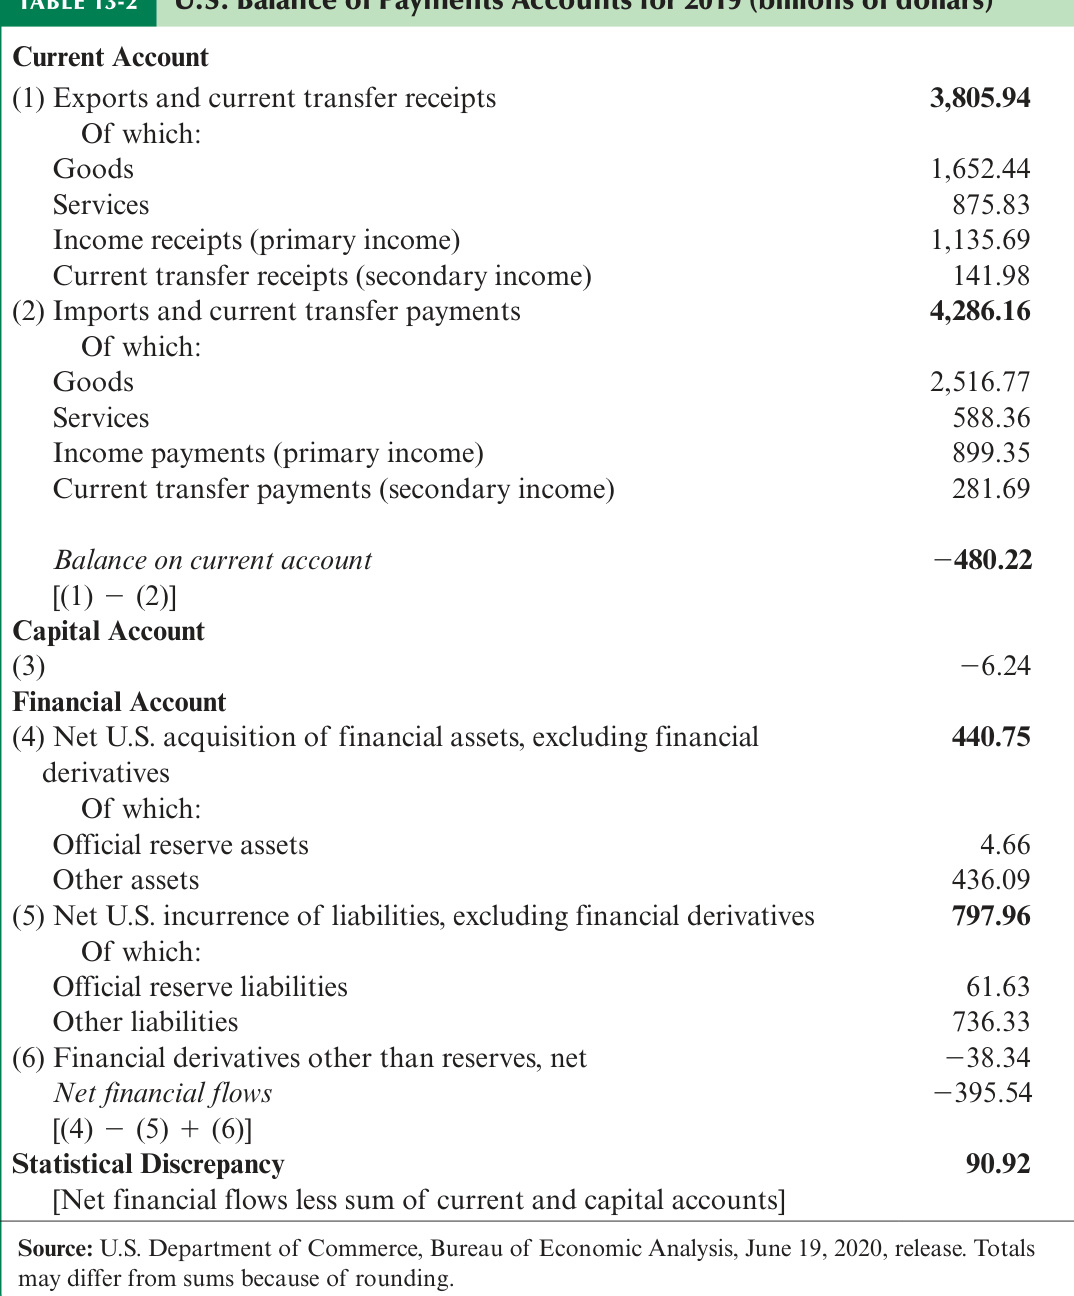 TABLE 13-2 U.S. Balance of Payments Accounts for 2019 (billions of dollars)
Current Account
(1) Exports and current transfer receipts 3,805.94
Of which:
Goods 1,652.44
Services 875.83
Income receipts (primary income) 1,135.69
Current transfer receipts (secondary income) 141.98
(2) Imports and current transfer payments 4,286.16
Of which:
Goods 2,516.77
Services 588.36
Income payments (primary income) 899.35
Current transfer payments (secondary income) 281.69
Balance on current account −480.22
[(1) − (2)]
Capital Account
(3) −6.24
Financial Account
(4) Net U.S. acquisition of financial assets, excluding financial 440.75
derivatives
Of which:
Official reserve assets 4.66
Other assets 436.09
(5) Net U.S. incurrence of liabilities, excluding financial derivatives 797.96
Of which:
Official reserve liabilities 61.63
Other liabilities 736.33
(6) Financial derivatives other than reserves, net −38.34
Net financial flows −395.54
[(4) − (5) + (6)]
Statistical Discrepancy 90.92
[Net financial flows less sum of current and capital accounts]
Source: U.S. Department of Commerce, Bureau of Economic Analysis, June 19, 2020, release. Totals
may differ from sums because of rounding.